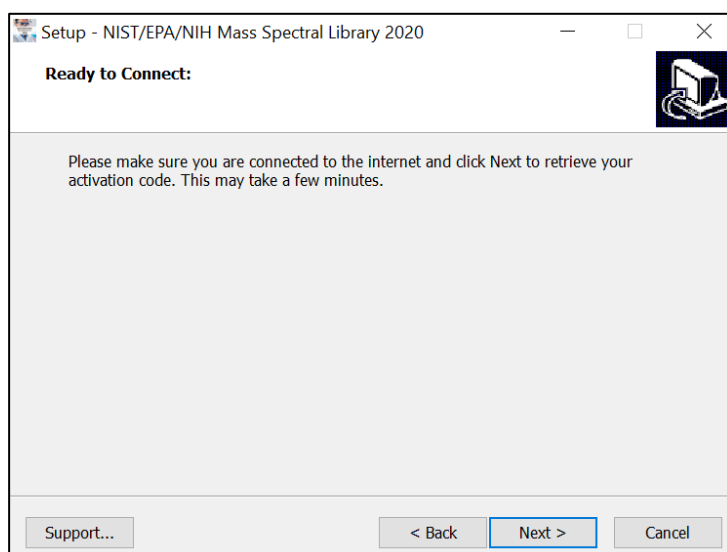 Setup - NIST/EPA/NIH Mass Spectral Library 2020
Ready to Connect:
Please make sure you are connected to the internet and click Next to retrieve your
activation code. This may take a few minutes.
Support... < Back Next > Cancel